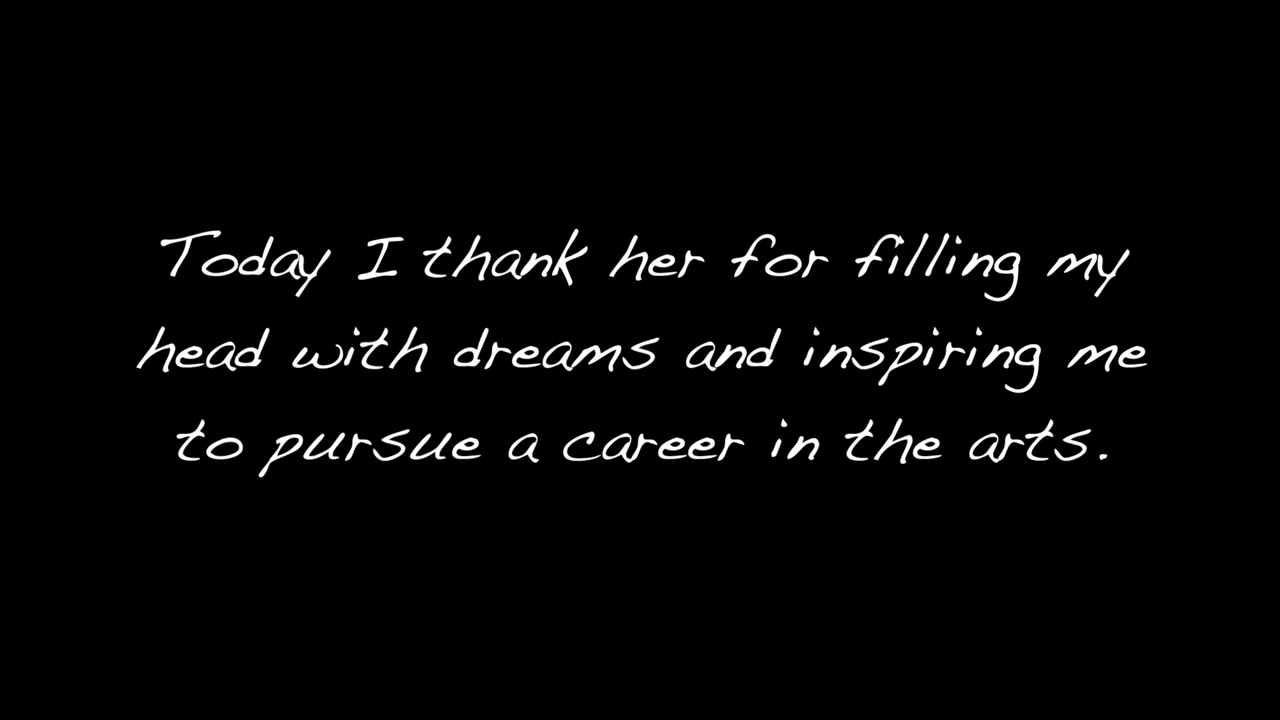 Today I thank her for filling my
head with dreams and inspiring me
to pursue a career in the arts.